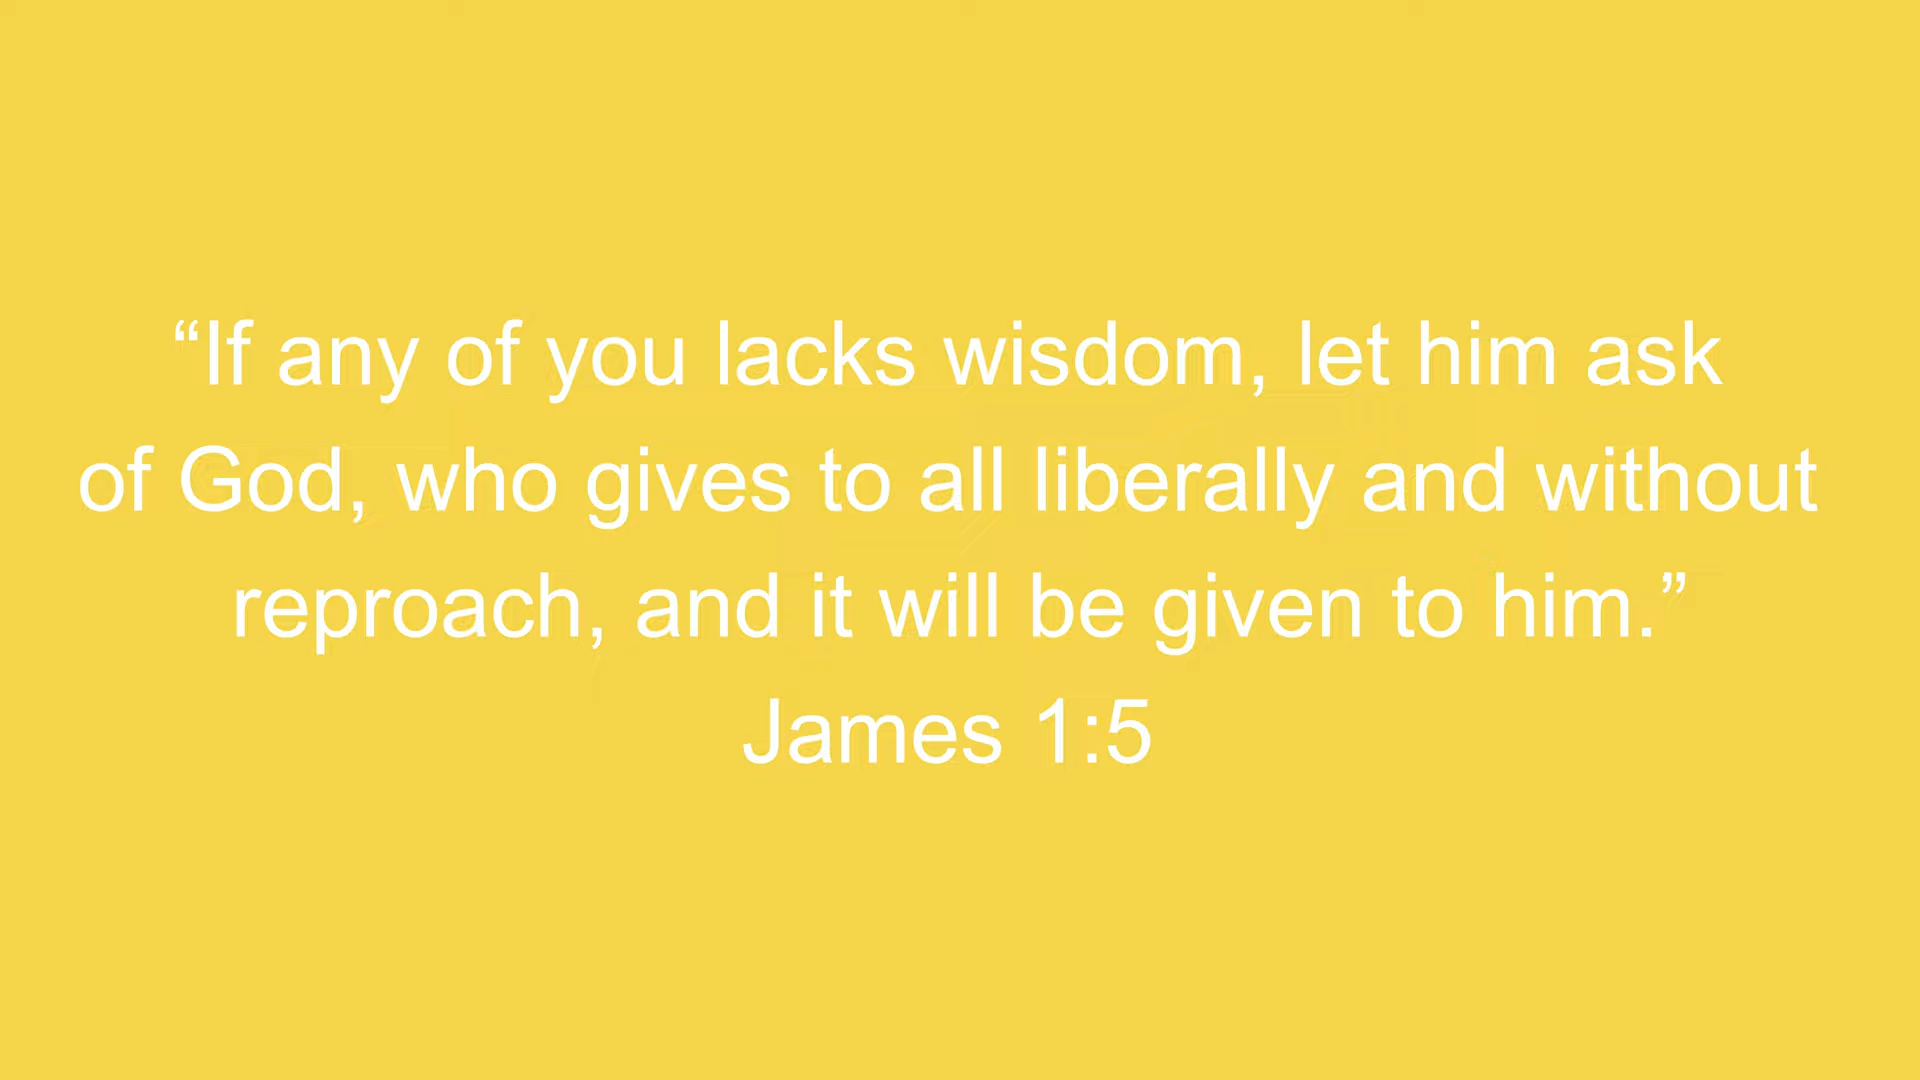 “If any of you lacks wisdom, let him ask
of God, who gives to all liberally and without
reproach, and it will be given to him.”
James 1:5